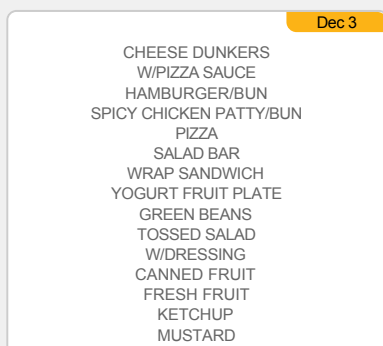 Dec 3
CHEESE DUNKERS
W/PIZZA SAUCE
HAMBURGER/BUN
SPICY CHICKEN PATTY/BUN
PIZZA
SALAD BAR
WRAP SANDWICH
YOGURT FRUIT PLATE
GREEN BEANS
TOSSED SALAD
W/DRESSING
CANNED FRUIT
FRESH FRUIT
KETCHUP
MUSTARD